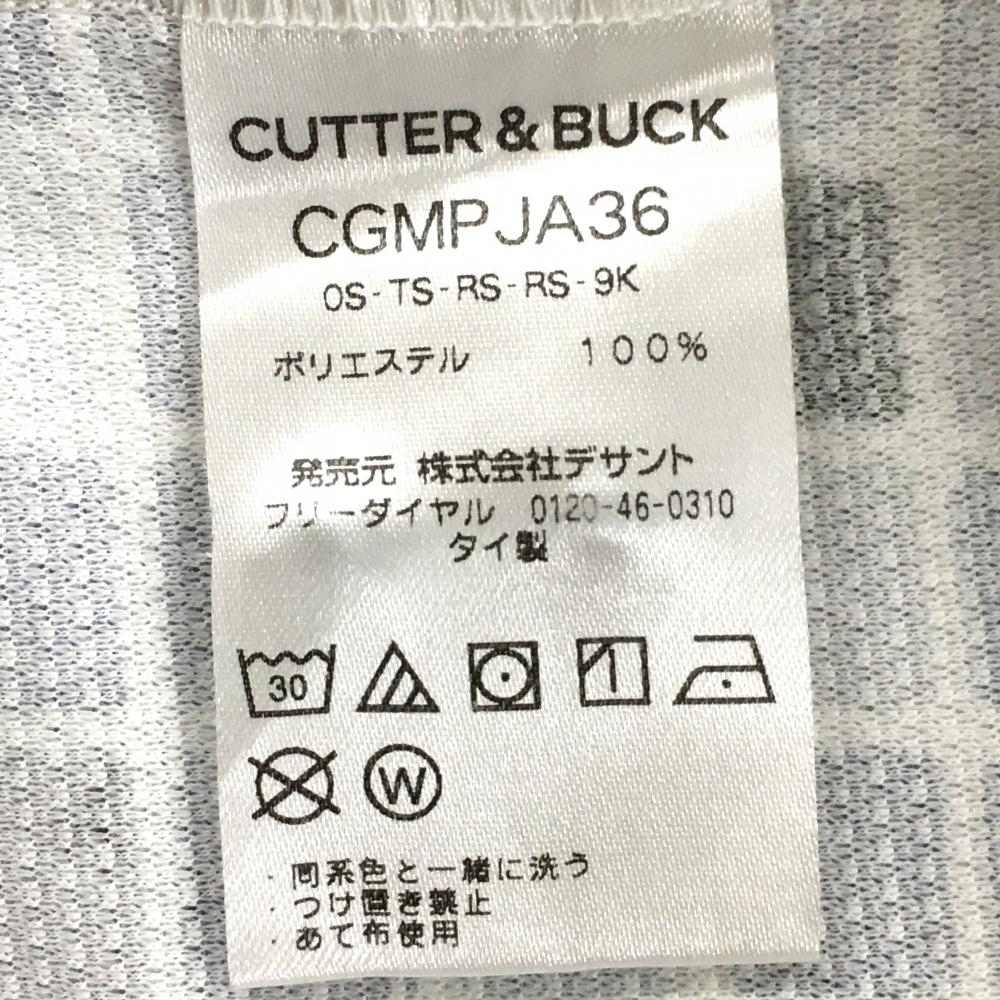 CUTTER & BUCK
CGMPJA36
OS-TS-RS-RS-9K
ポリエステル 100%
発売元 株式会社デサント
フリーダイヤル 0120-46-0310
タイ製
30
W
・同系色と一緒に洗う
・つけ置き禁止
・あて布使用